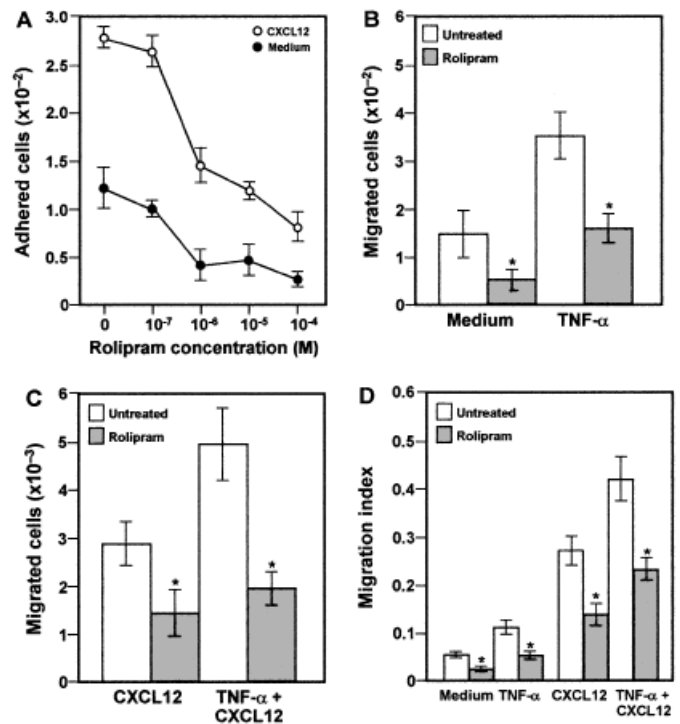 A
3.0
2.5
2.0
1.5
1.0
0.5
0
Adhered cells (x10⁻²)
CXCL12
Medium
0 10⁻⁷ 10⁻⁶ 10⁻⁵ 10⁻⁴
Rolipram concentration (M)
B
6
5
4
3
2
1
0
Migrated cells (x10⁻²)
Untreated
Rolipram
*
*
Medium TNF-α
C
6
5
4
3
2
1
0
Migrated cells (x10⁻³)
Untreated
Rolipram
*
*
CXCL12 TNF-α +
CXCL12
D
0.6
0.5
0.4
0.3
0.2
0.1
0
Migration index
Untreated
Rolipram
*
*
*
*
Medium TNF-α CXCL12 TNF-α +
CXCL12